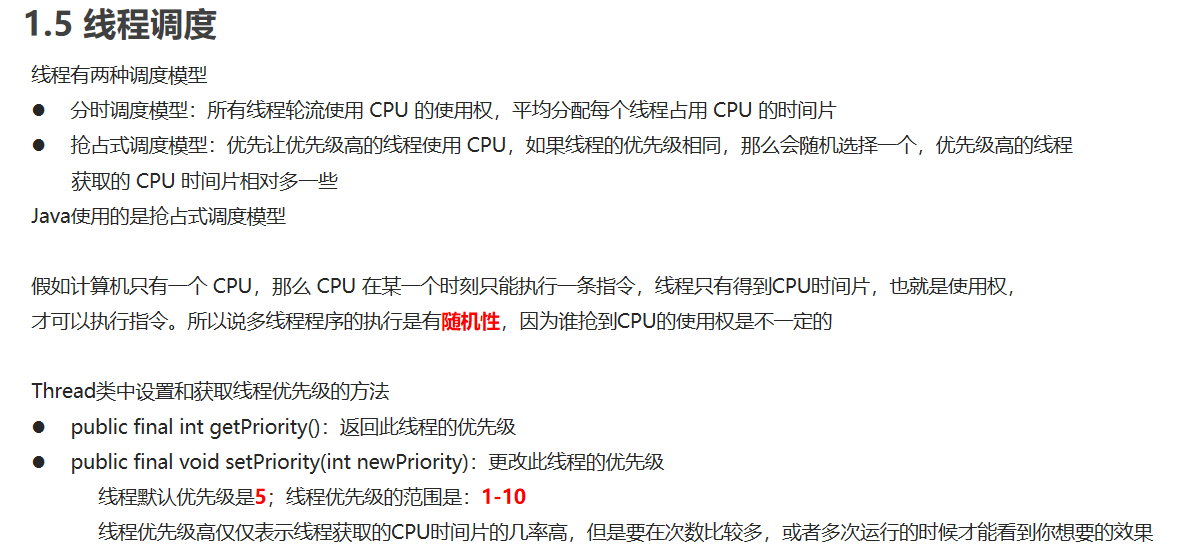 1.5 线程调度
线程有两种调度模型
● 分时调度模型：所有线程轮流使用 CPU 的使用权，平均分配每个线程占用 CPU 的时间片
● 抢占式调度模型：优先让优先级高的线程使用 CPU，如果线程的优先级相同，那么会随机选择一个，优先级高的线程
获取的 CPU 时间片相对多一些
Java使用的是抢占式调度模型
假如计算机只有一个 CPU，那么 CPU 在某一个时刻只能执行一条指令，线程只有得到CPU时间片，也就是使用权，
才可以执行指令。所以说多线程程序的执行是有随机性，因为谁抢到CPU的使用权是不一定的
Thread类中设置和获取线程优先级的方法
● public final int getPriority()：返回此线程的优先级
● public final void setPriority(int newPriority)：更改此线程的优先级
线程默认优先级是5；线程优先级的范围是：1-10
线程优先级高仅仅表示线程获取的CPU时间片的几率高，但是要在次数比较多，或者多次运行的时候才能看到你想要的效果